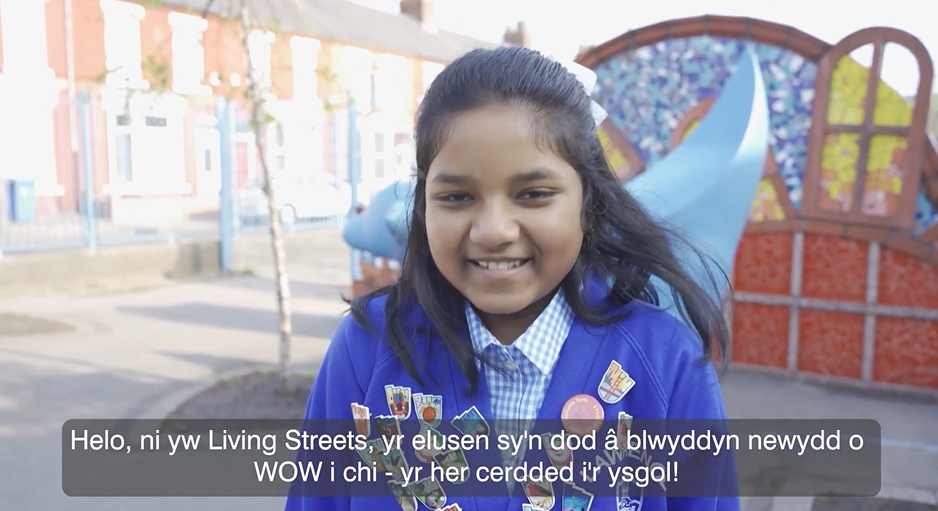 Helo, ni yw Living Streets, yr elusen sy'n dod â blwyddyn newydd o
WOW i chi - yr her cerdded i'r ysgol!